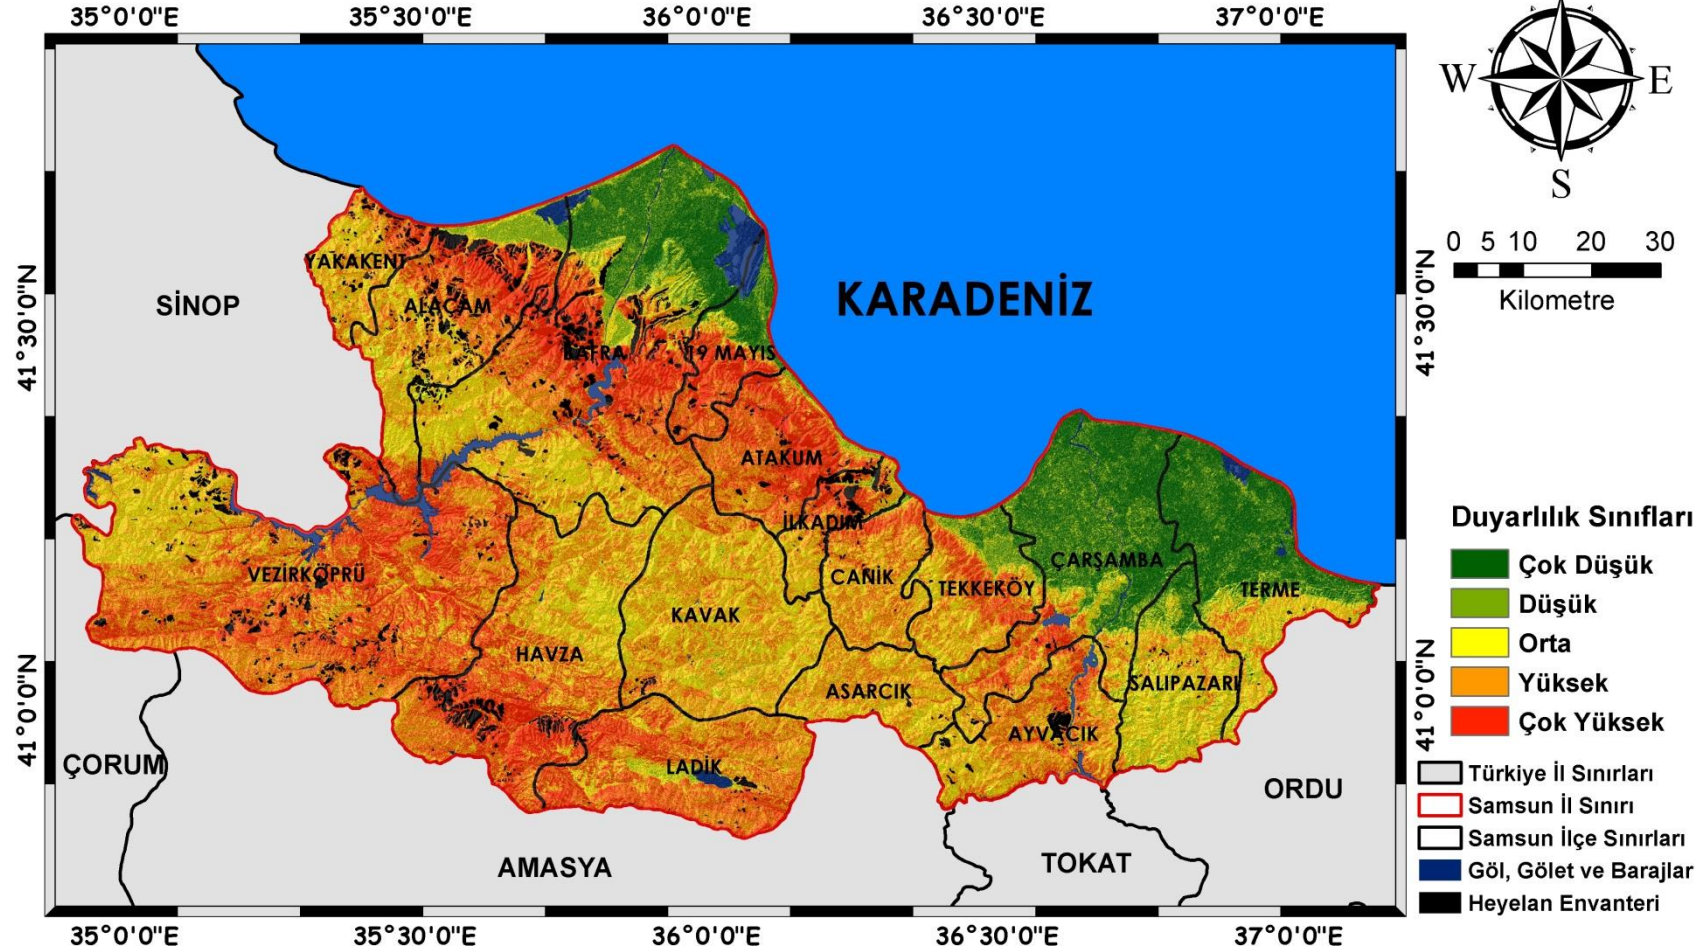 35°0'0"E 35°30'0"E 36°0'0"E 36°30'0"E 37°0'0"E
W E
S
0 5 10 20 30
Kilometre
41°30'0"N
41°30'0"N
41°0'0"N
41°0'0"N
KARADENİZ
SİNOP
YAKAKENT
ALAÇAM
BAFRA
19 MAYIS
ATAKUM
İLKADIM
VEZİRKÖPRÜ
CANİK
TEKKEKÖY
ÇARŞAMBA
TERME
KAVAK
HAVZA
ASARCIK
SALIPAZARI
AYVACIK
LADİK
ÇORUM
AMASYA
TOKAT
ORDU
Duyarlılık Sınıfları
Çok Düşük
Düşük
Orta
Yüksek
Çok Yüksek
Türkiye İl Sınırları
Samsun İl Sınırı
Samsun İlçe Sınırları
Göl, Gölet ve Barajlar
Heyelan Envanteri
35°0'0"E 35°30'0"E 36°0'0"E 36°30'0"E 37°0'0"E